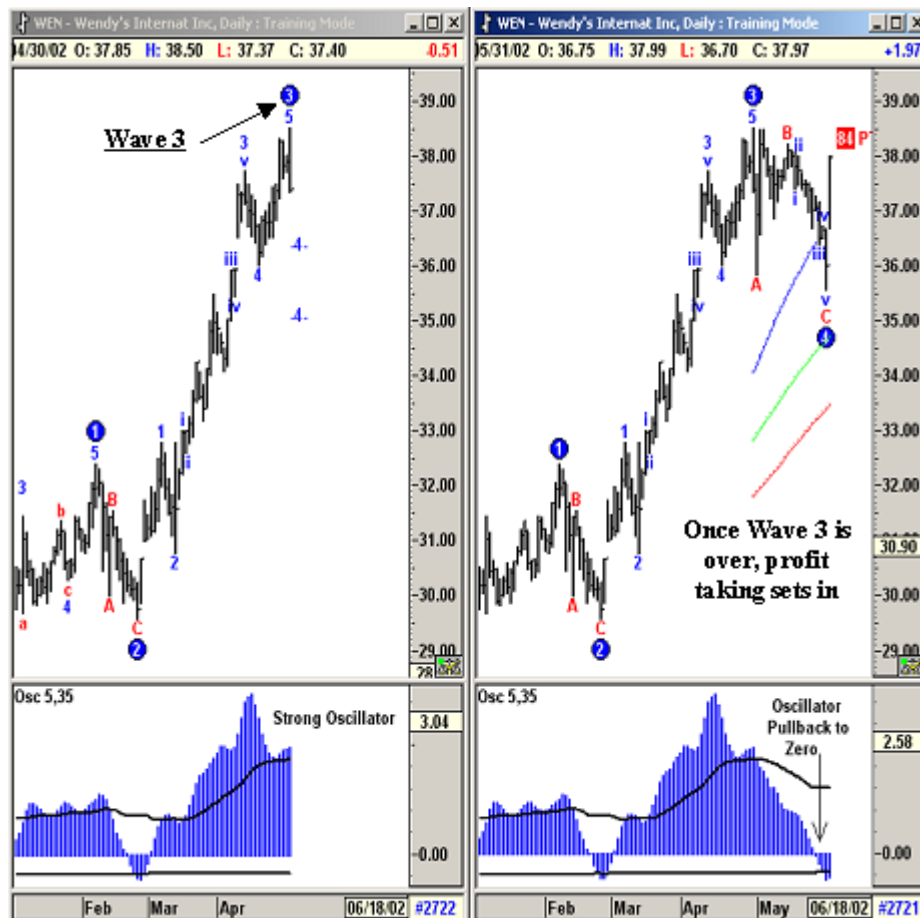 WEN - Wendy's Internat Inc, Daily : Training Mode
04/30/02 O: 37.85 H: 38.50 L: 37.37 C: 37.40 -0.51
3
5
Wave 3
3
v
iii
iv
4
-4-
-4-
1
5
3
b
B
a
c
4
A
C
2
1
i
ii
2
39.00
38.00
37.00
36.00
35.00
34.00
33.00
32.00
31.00
30.00
29.00
28
Osc 5,35
Strong Oscillator
3.04
0.00
Feb Mar Apr 06/18/02 #2722
WEN - Wendy's Internat Inc, Daily : Training Mode
05/31/02 O: 36.75 H: 37.99 L: 36.70 C: 37.97 +1.97
3
5
B
ii
84 P
3
v
i
iii
v
4
A
v
iii
v
C
4
1
B
A
C
2
1
i
ii
2
Once Wave 3 is
over, profit
taking sets in
39.00
38.00
37.00
36.00
35.00
34.00
33.00
32.00
31.00
30.90
30.00
29.00
Osc 5,35
Oscillator
Pullback to
Zero
2.58
0.00
Feb Mar Apr May 06/18/02 #2721